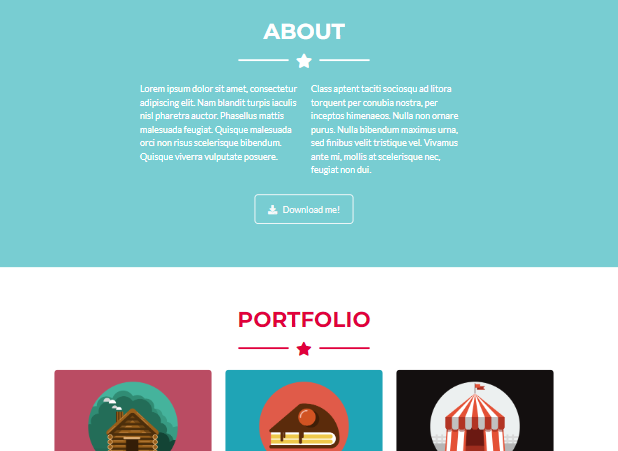 ABOUT
Lorem ipsum dolor sit amet, consectetur
adipiscing elit. Nam blandit turpis iaculis
nisl pharetra auctor. Phasellus mattis
malesuada feugiat. Quisque malesuada
orci non risus scelerisque bibendum.
Quisque viverra vulputate posuere.
Class aptent taciti sociosqu ad litora
torquent per conubia nostra, per
inceptos himenaeos. Nulla non ornare
purus. Nulla bibendum maximus urna,
sed finibus velit tristique vel. Vivamus
ante mi, mollis at scelerisque nec,
feugiat non dui.
Download me!
PORTFOLIO